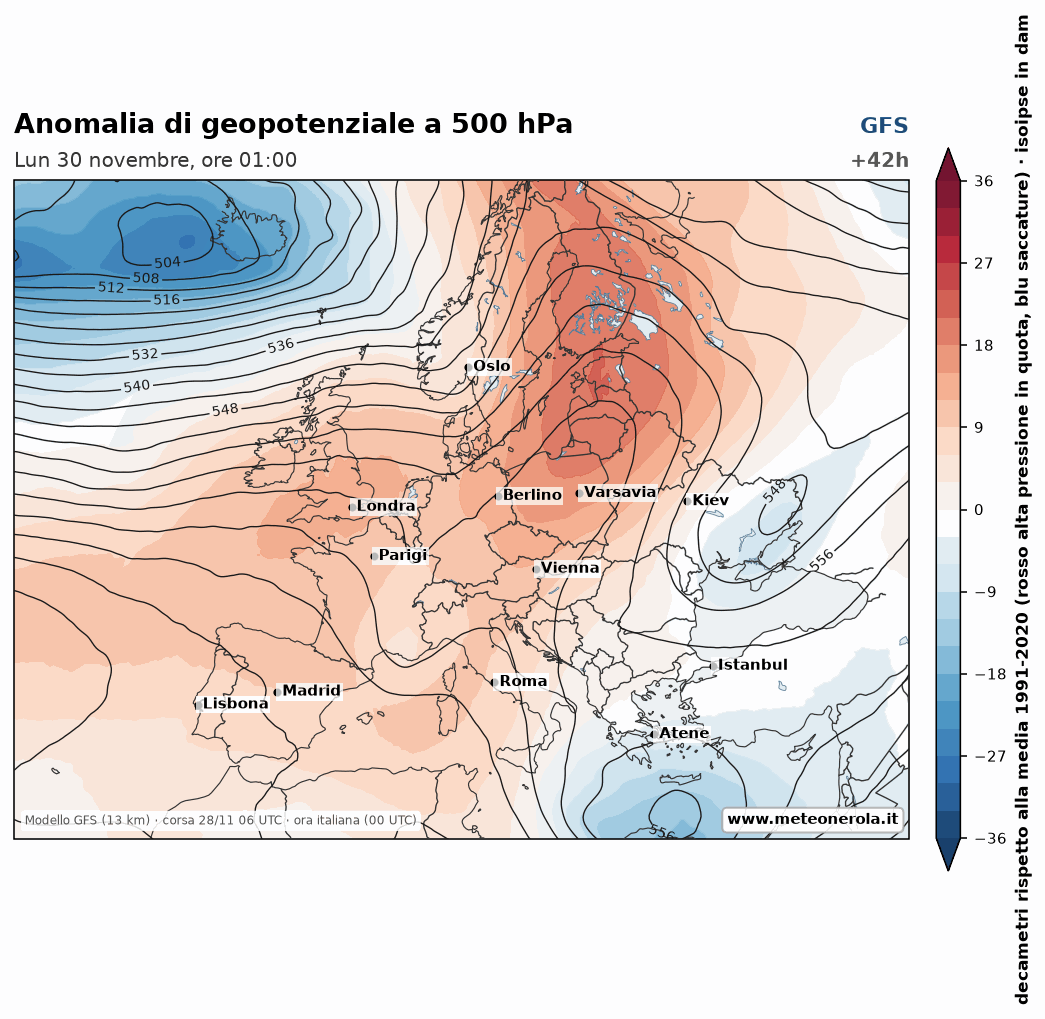 Anomalia di geopotenziale a 500 hPa
GFS
Lun 30 novembre, ore 01:00
+42h
504
508
512
516
532
536
540
548
548
556
556
Oslo
Berlino
Varsavia
Kiev
Londra
Parigi
Vienna
Istanbul
Roma
Madrid
Lisbona
Atene
Modello GFS (13 km) · corsa 28/11 06 UTC · ora italiana (00 UTC)
www.meteonerola.it
36
27
18
9
0
−9
−18
−27
−36
decametri rispetto alla media 1991-2020 (rosso alta pressione in quota, blu saccature) · isoipse in dam